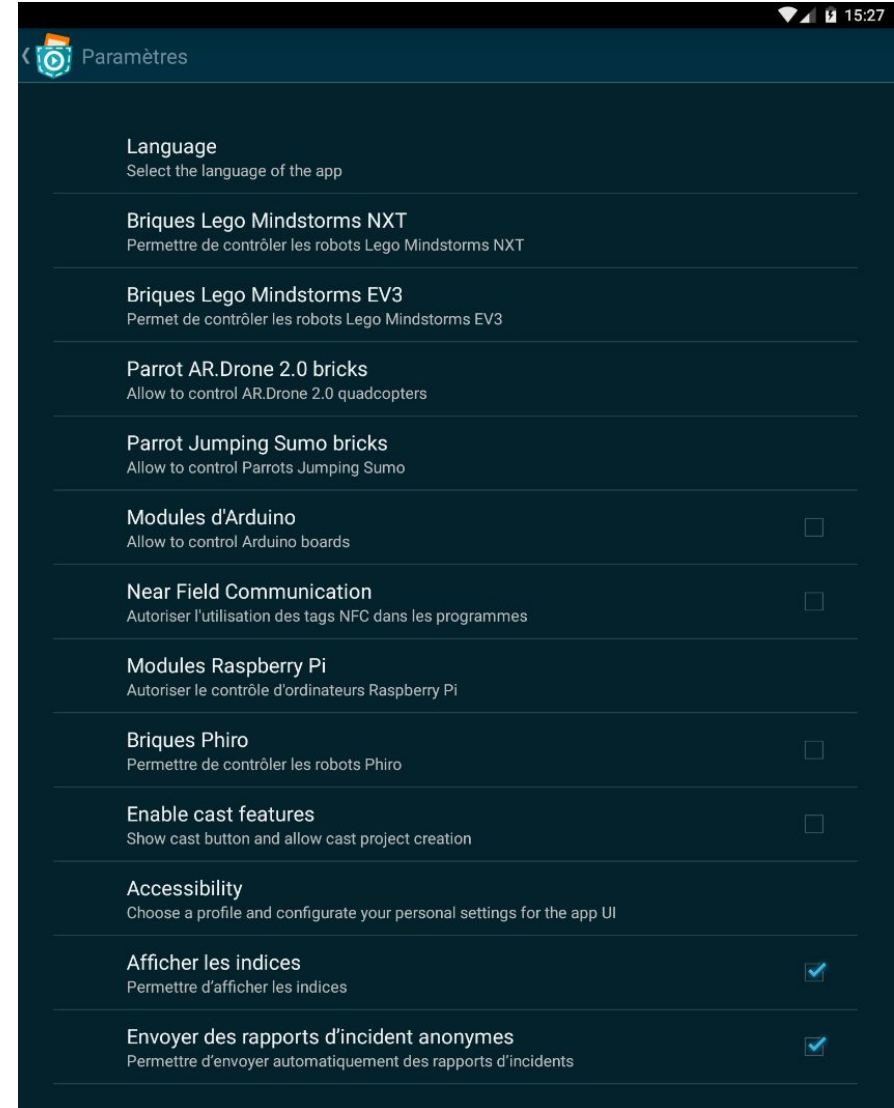 15:27
Paramètres
Language
Select the language of the app
Briques Lego Mindstorms NXT
Permettre de contrôler les robots Lego Mindstorms NXT
Briques Lego Mindstorms EV3
Permet de contrôler les robots Lego Mindstorms EV3
Parrot AR.Drone 2.0 bricks
Allow to control AR.Drone 2.0 quadcopters
Parrot Jumping Sumo bricks
Allow to control Parrots Jumping Sumo
Modules d'Arduino
Allow to control Arduino boards
Near Field Communication
Autoriser l'utilisation des tags NFC dans les programmes
Modules Raspberry Pi
Autoriser le contrôle d'ordinateurs Raspberry Pi
Briques Phiro
Permettre de contrôler les robots Phiro
Enable cast features
Show cast button and allow cast project creation
Accessibility
Choose a profile and configurate your personal settings for the app UI
Afficher les indices
Permettre d’afficher les indices
Envoyer des rapports d’incident anonymes
Permettre d’envoyer automatiquement des rapports d’incidents